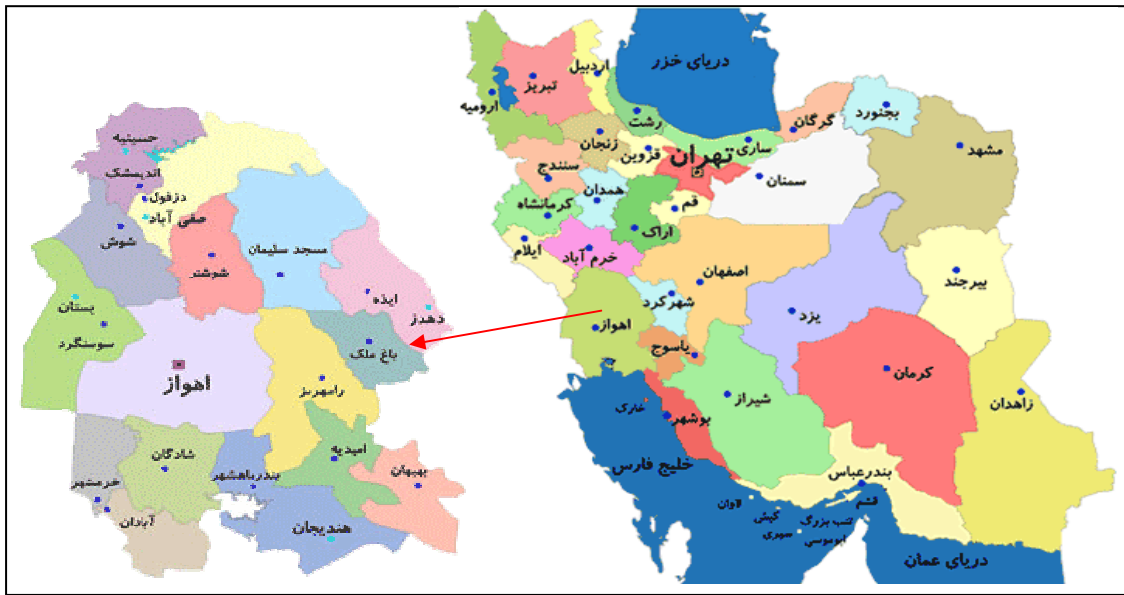 حسینیه
اندیمشک
دزفول
صفی آباد
شوش
شوشتر
مسجد سلیمان
ایذه
دهدز
بستان
سوسنگرد
باغ ملک
اهواز
رامهرمز
شادگان
امیدیه
بهبهان
بندرماهشهر
خرمشهر
آبادان
هندیجان
دریای خزر
اردبیل
تبریز
ارومیه
رشت
گرگان
بجنورد
زنجان
قزوین
ساری
مشهد
تهران
سنندج
سمنان
همدان
کرمانشاه
قم
اراک
ایلام
خرم آباد
اصفهان
بیرجند
شهرکرد
یزد
اهواز
یاسوج
کرمان
شیراز
زاهدان
خارک
بوشهر
خلیج فارس
بندرعباس
لاوان
کیش
قشم
تنب بزرگ
سیری
ابوموسی
دریای عمان